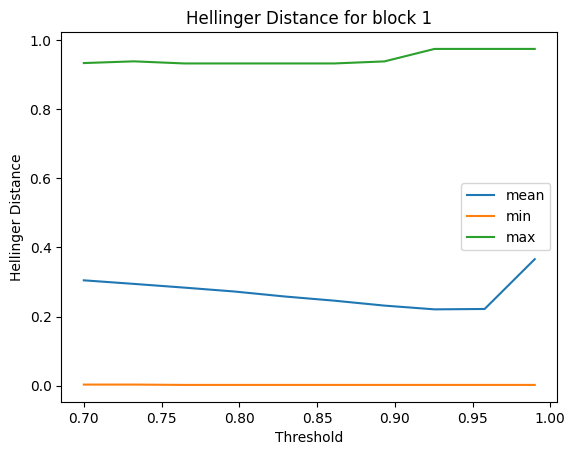 Hellinger Distance for block 1
1.0
0.8
0.6
0.4
0.2
0.0
Hellinger Distance
mean
min
max
0.70 0.75 0.80 0.85 0.90 0.95 1.00
Threshold